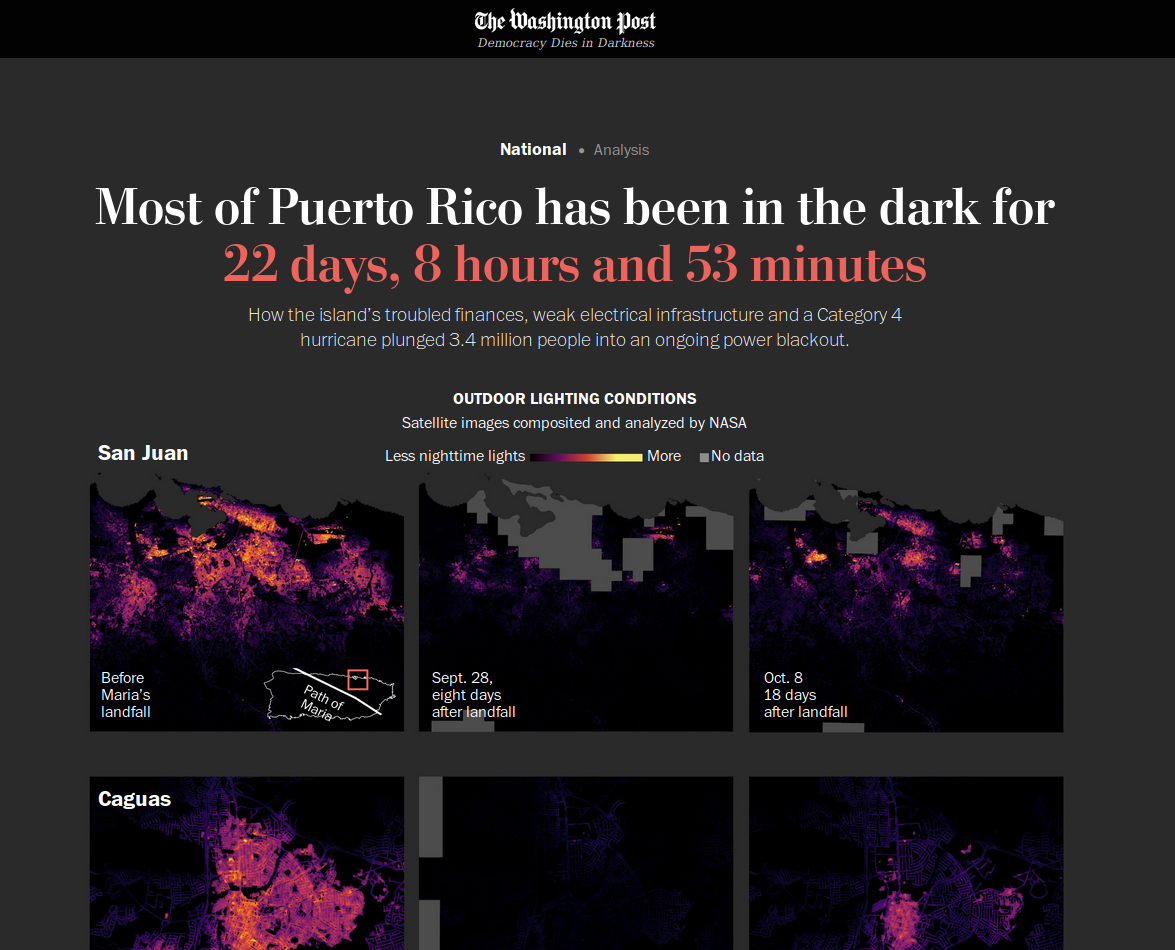 The Washington Post
Democracy Dies in Darkness
National • Analysis
Most of Puerto Rico has been in the dark for
22 days, 8 hours and 53 minutes
How the island’s troubled finances, weak electrical infrastructure and a Category 4
hurricane plunged 3.4 million people into an ongoing power blackout.
OUTDOOR LIGHTING CONDITIONS
Satellite images composited and analyzed by NASA
Less nighttime lights More No data
San Juan
Before
Maria’s
landfall
Path of
Maria
Sept. 28,
eight days
after landfall
Oct. 8
18 days
after landfall
Caguas